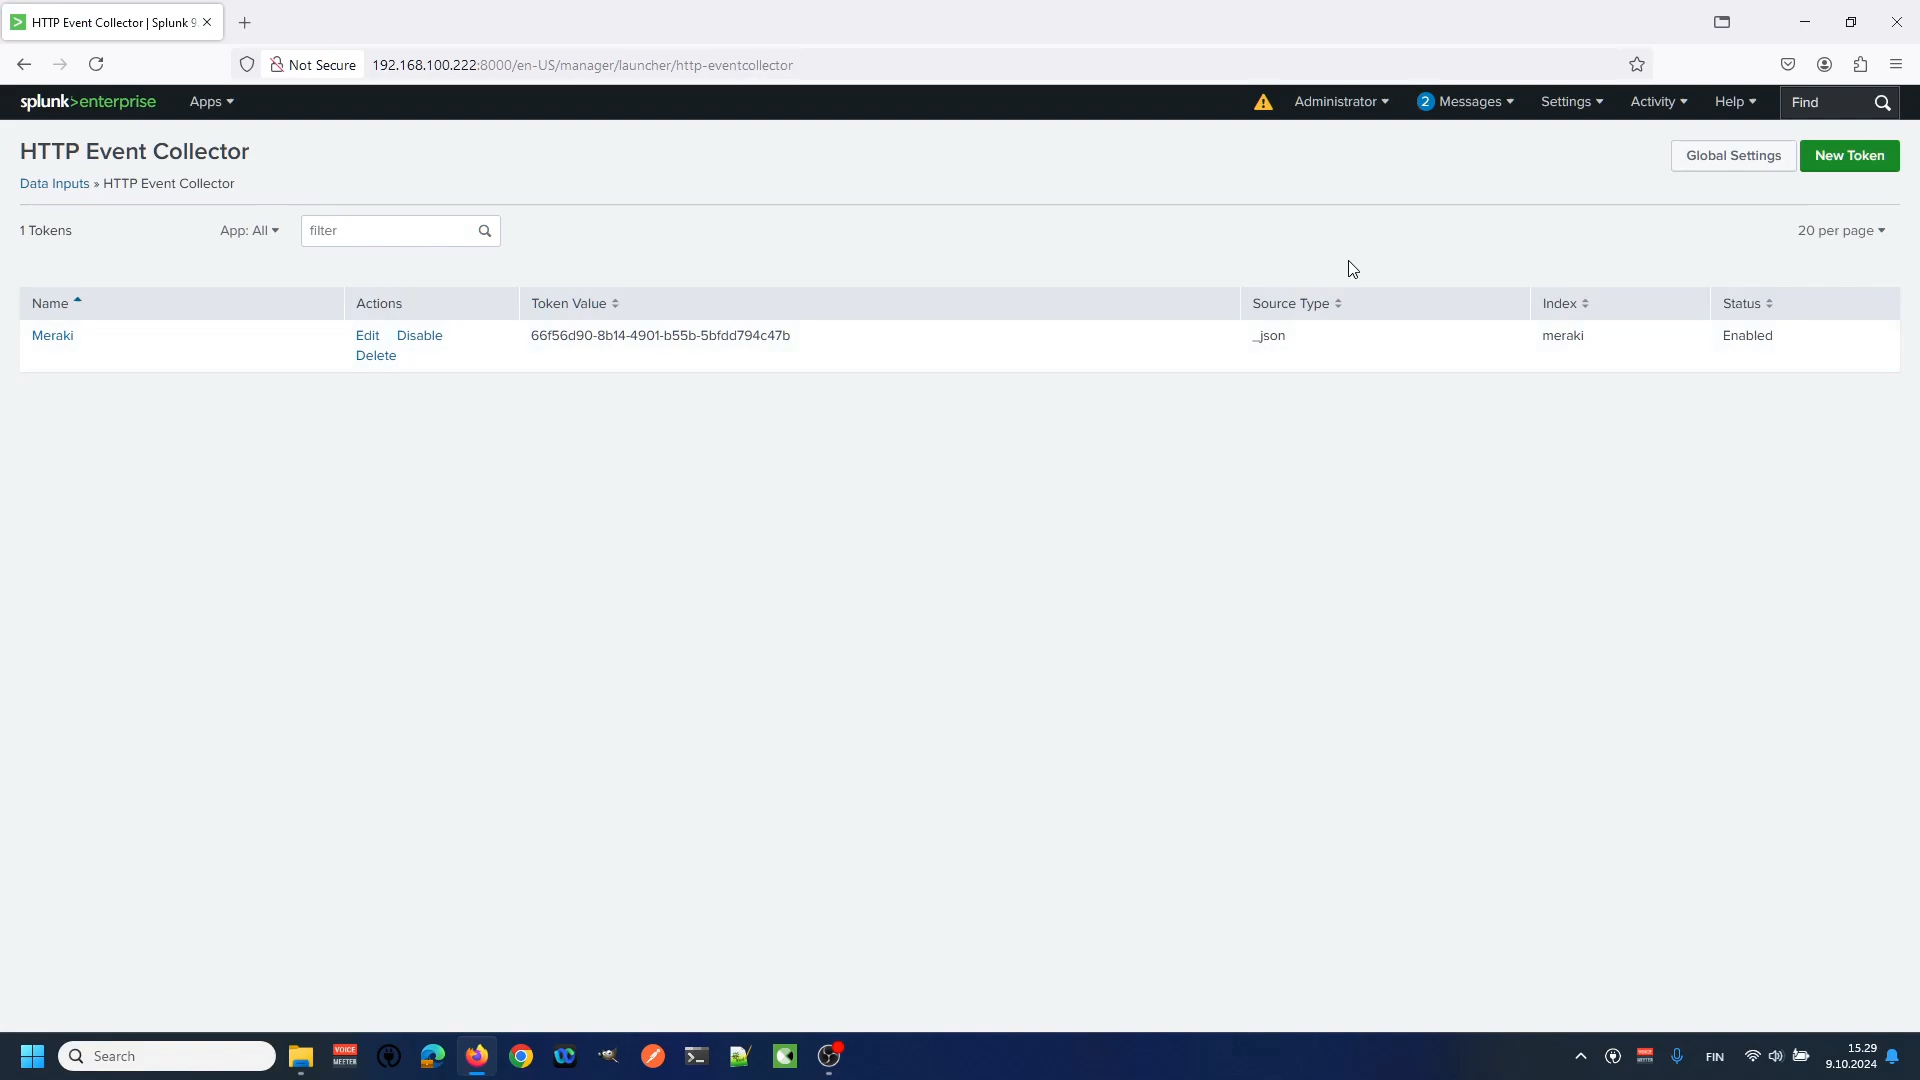 HTTP Event Collector | Splunk 9
Not Secure
192.168.100.222:8000/en-US/manager/launcher/http-eventcollector
splunk>enterprise
Apps
Administrator
2 Messages
Settings
Activity
Help
Find
HTTP Event Collector
Global Settings
New Token
Data Inputs » HTTP Event Collector
1 Tokens
App: All
filter
20 per page
Name
Actions
Token Value
Source Type
Index
Status
Meraki
Edit
Disable
Delete
66f56d90-8b14-4901-b55b-5bfdd794c47b
_json
meraki
Enabled
Search
VOICE
MEETER
FIN
15.29
9.10.2024